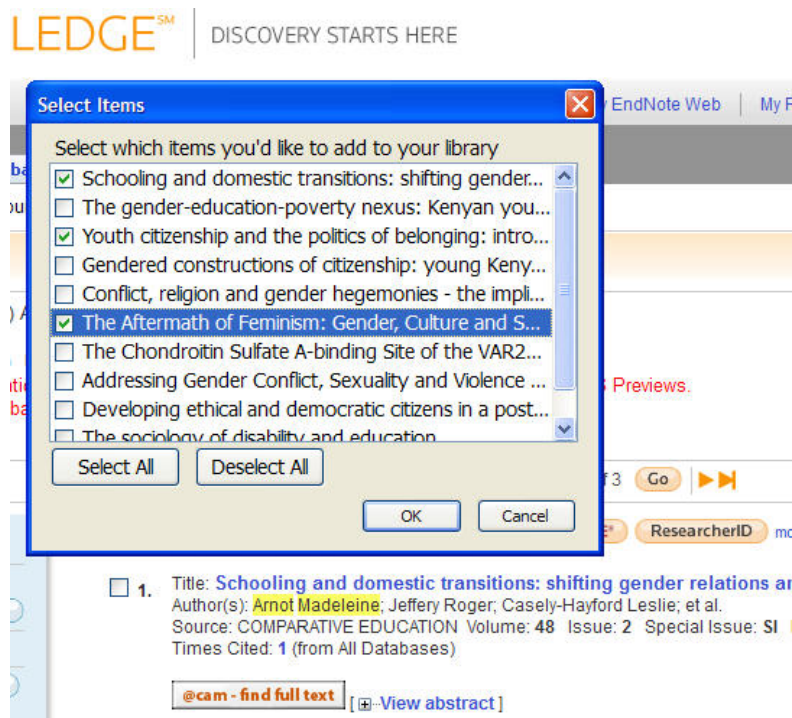 LEDGE℠ DISCOVERY STARTS HERE
Select Items
EndNote Web My
Select which items you'd like to add to your library
Schooling and domestic transitions: shifting gender...
The gender-education-poverty nexus: Kenyan you...
Youth citizenship and the politics of belonging: intro...
Gendered constructions of citizenship: young Keny...
Conflict, religion and gender hegemonies - the impli...
The Aftermath of Feminism: Gender, Culture and S...
The Chondroitin Sulfate A-binding Site of the VAR2...
Addressing Gender Conflict, Sexuality and Violence ...
Previews.
Developing ethical and democratic citizens in a post...
The sociology of disability and education
Select All Deselect All
3 Go
OK Cancel
ResearcherID
1. Title: Schooling and domestic transitions: shifting gender relations
Author(s): Arnot Madeleine; Jeffery Roger; Casely-Hayford Leslie; et al.
Source: COMPARATIVE EDUCATION Volume: 48 Issue: 2 Special Issue: SI
Times Cited: 1 (from All Databases)
@cam - find full text [ View abstract ]